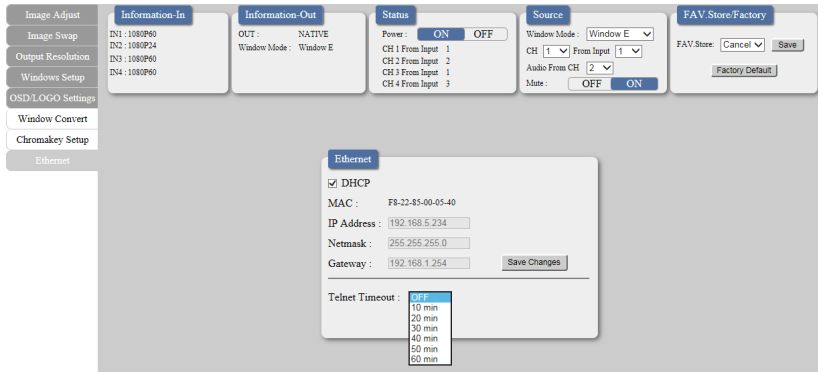 Image Adjust
Image Swap
Output Resolution
Windows Setup
OSD/LOGO Settings
Window Convert
Chromakey Setup
Ethernet
Information-In
IN1 : 1080P60
IN2 : 1080P24
IN3 : 1080P60
IN4 : 1080P60
Information-Out
OUT : NATIVE
Window Mode : Window E
Status
Power : ON OFF
CH 1 From Input 1
CH 2 From Input 2
CH 3 From Input 1
CH 4 From Input 3
Source
Window Mode : Window E
CH 1 From Input 1
Audio From CH 2
Mute : OFF ON
FAV.Store/Factory
FAV.Store: Cancel Save
Factory Default
Ethernet
DHCP
MAC : F8-22-85-00-05-40
IP Address : 192.168.5.234
Netmask : 255.255.255.0
Gateway : 192.168.1.254 Save Changes
Telnet Timeout : OFF
10 min
20 min
30 min
40 min
50 min
60 min